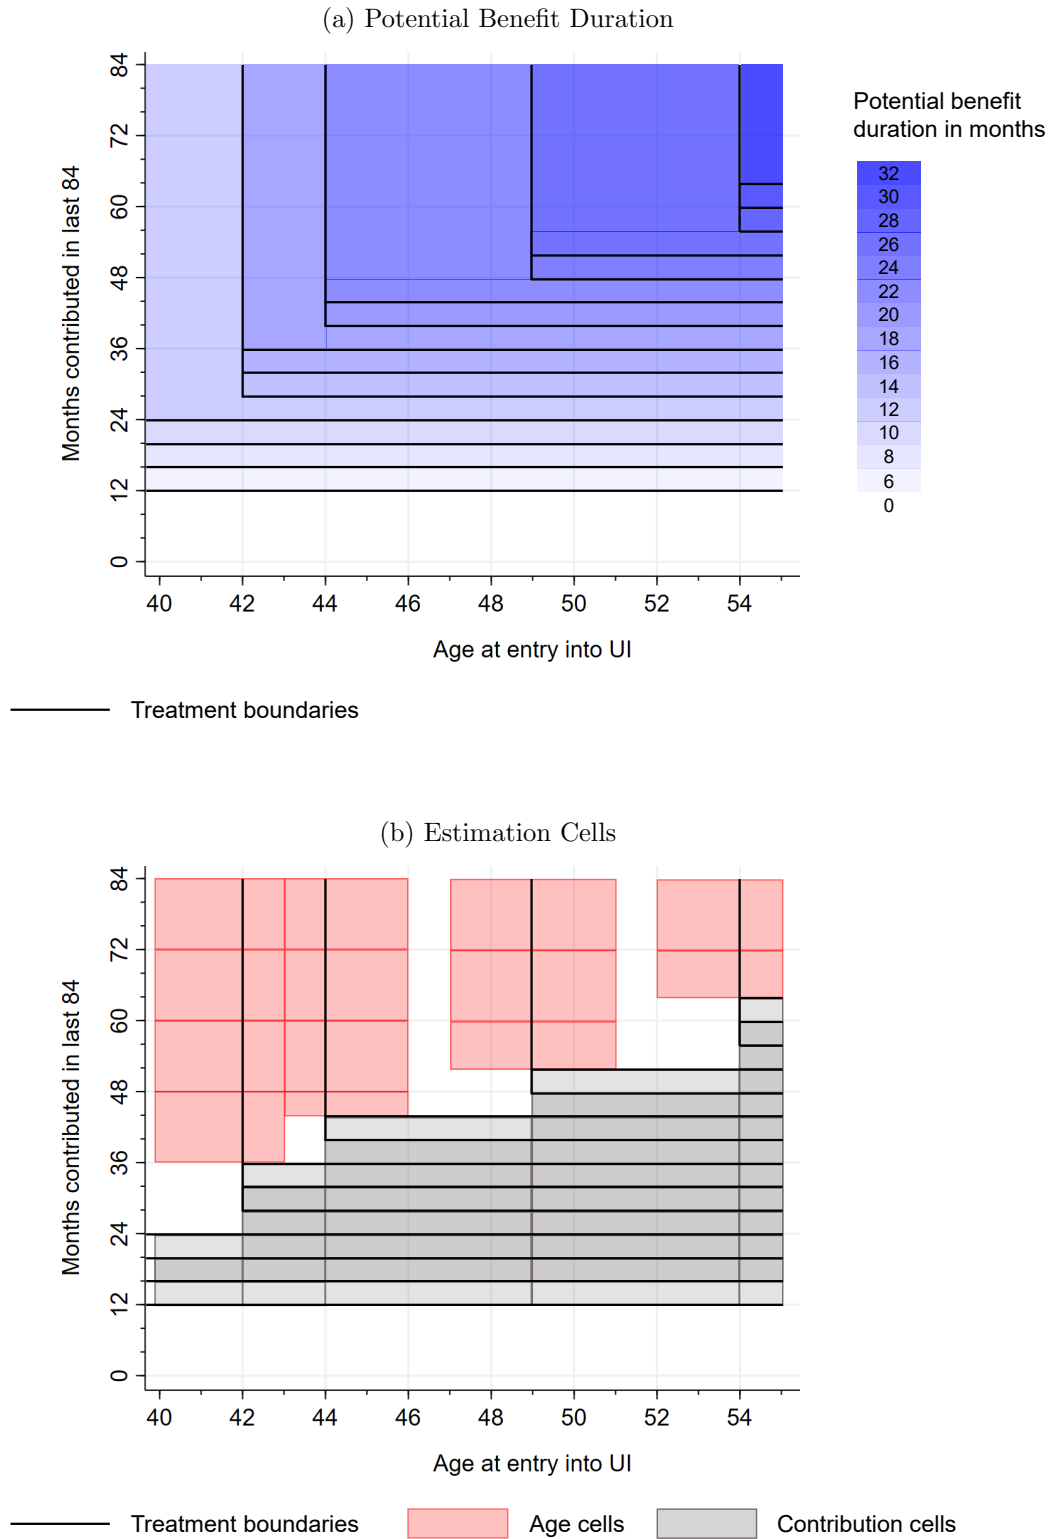 (a) Potential Benefit Duration
Months contributed in last 84
84
72
60
48
36
24
12
0
40 42 44 46 48 50 52 54
Age at entry into UI
Potential benefit
duration in months
32
30
28
26
24
22
20
18
16
14
12
10
8
6
0
Treatment boundaries
(b) Estimation Cells
Months contributed in last 84
84
72
60
48
36
24
12
0
40 42 44 46 48 50 52 54
Age at entry into UI
Treatment boundaries Age cells Contribution cells